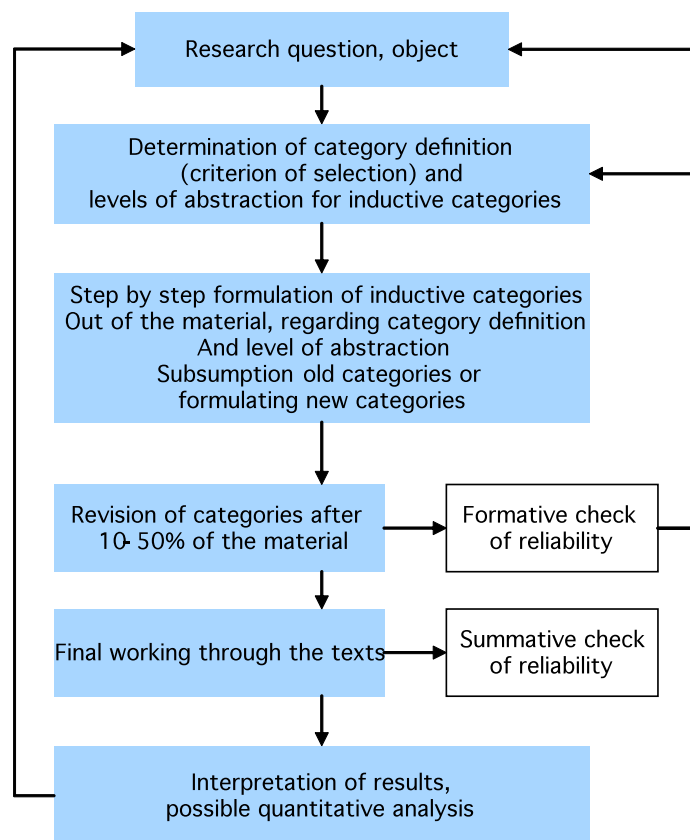 Research question, object
Determination of category definition
(criterion of selection) and
levels of abstraction for inductive categories
Step by step formulation of inductive categories
Out of the material, regarding category definition
And level of abstraction
Subsumption old categories or
formulating new categories
Revision of categories after
10- 50% of the material
Formative check
of reliability
Final working through the texts
Summative check
of reliability
Interpretation of results,
possible quantitative analysis